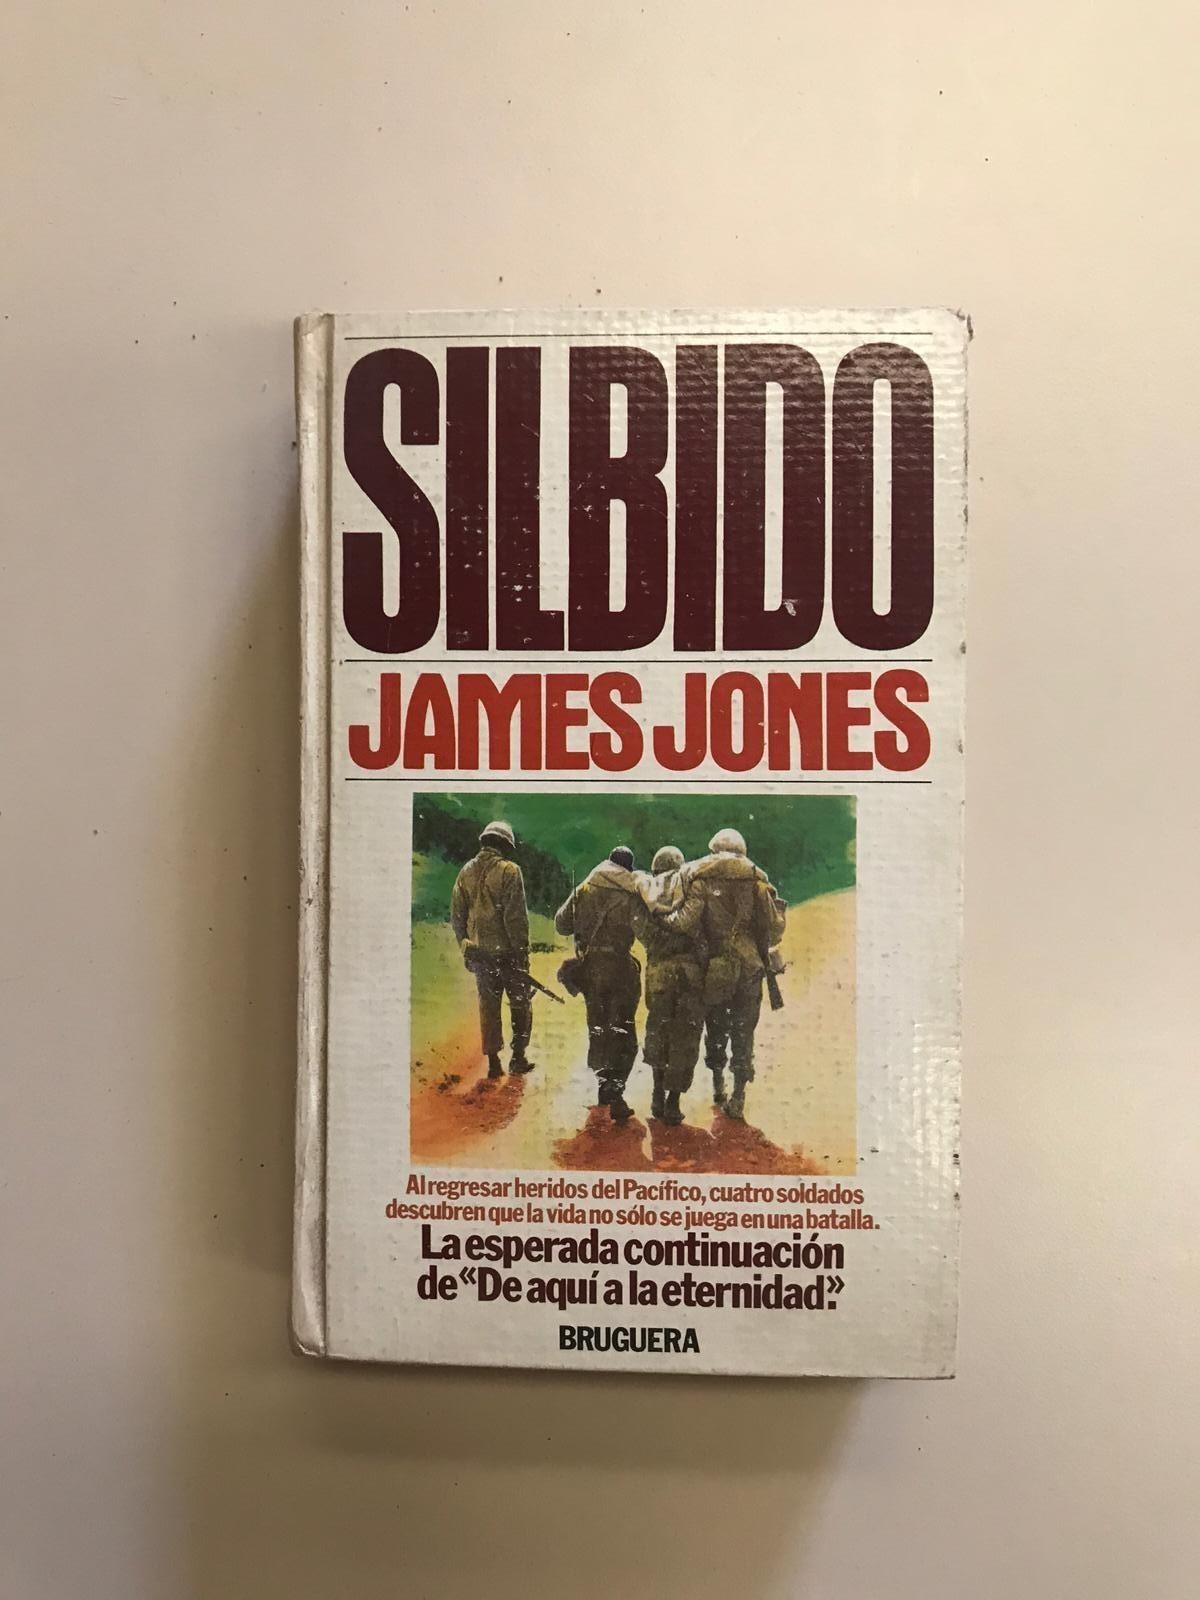 SILBIDO
JAMES JONES
Al regresar heridos del Pacífico, cuatro soldados
descubren que la vida no sólo se juega en una batalla.
La esperada continuación
de «De aquí a la eternidad».
BRUGUERA